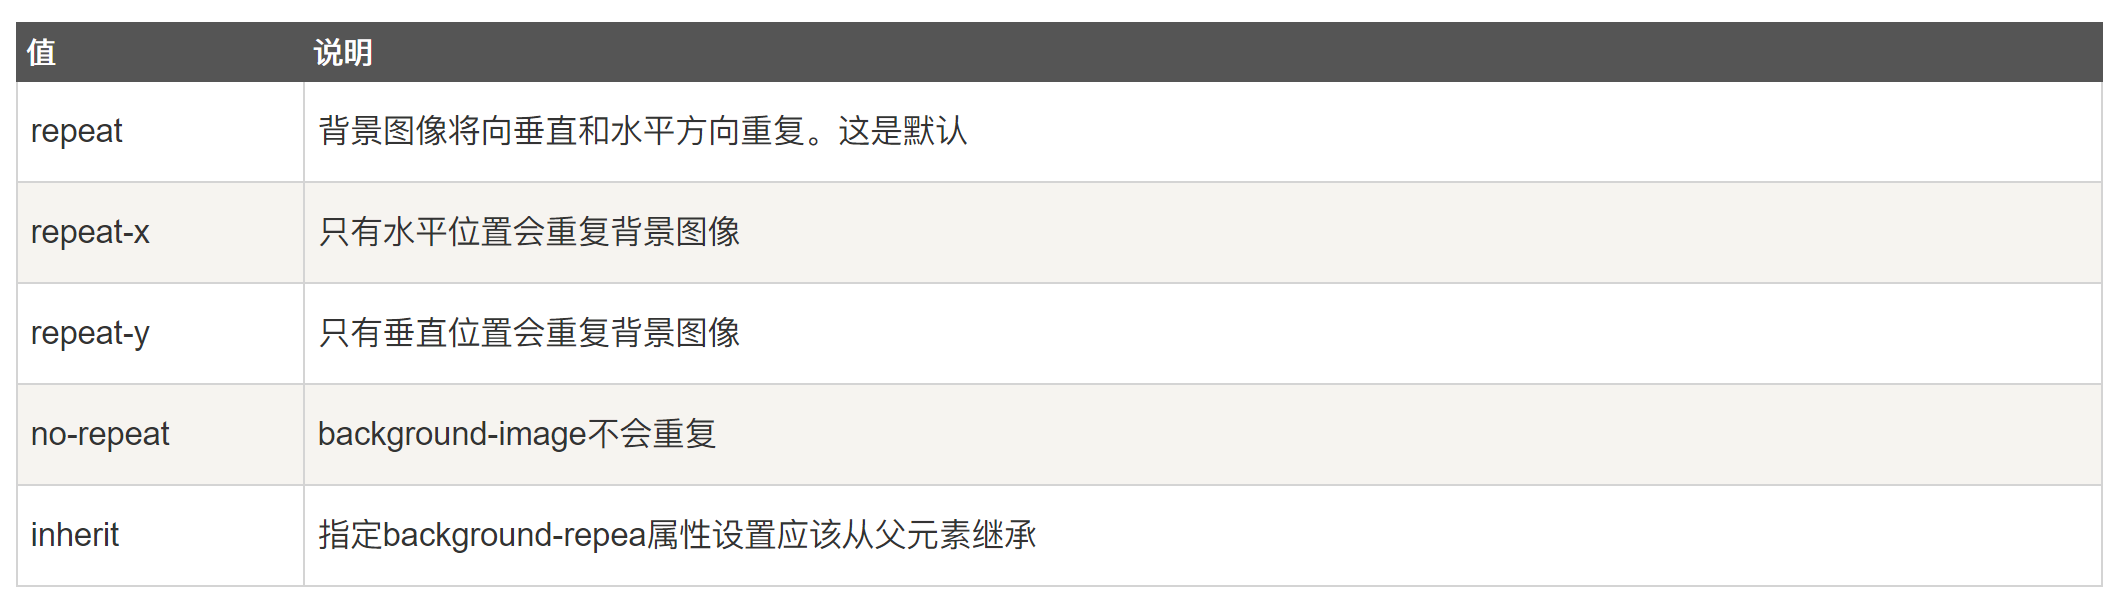 值 说明
repeat 背景图像将向垂直和水平方向重复。这是默认
repeat-x 只有水平位置会重复背景图像
repeat-y 只有垂直位置会重复背景图像
no-repeat background-image不会重复
inherit 指定background-repea属性设置应该从父元素继承